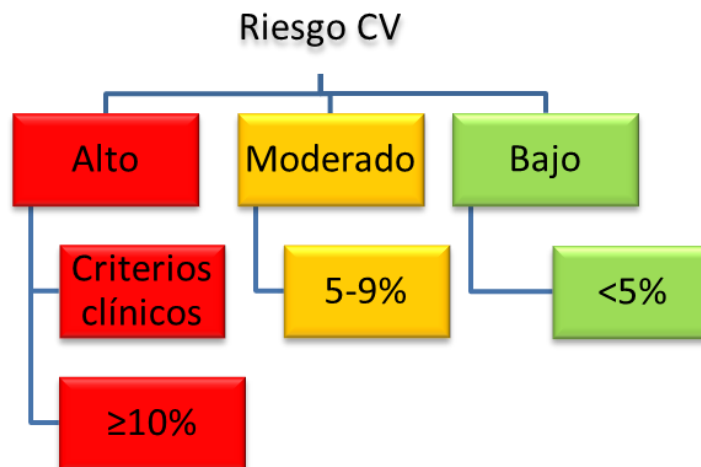 Riesgo CV
Alto
Moderado
Bajo
Criterios
clínicos
5-9%
<5%
≥10%